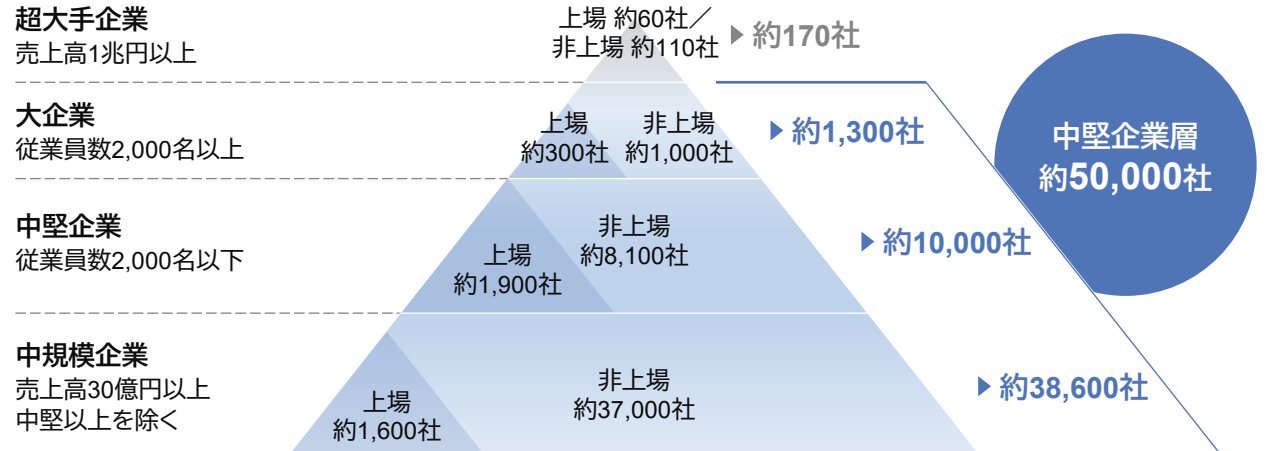 超大手企業
売上高1兆円以上
上場 約60社／
非上場 約110社
▶約170社
大企業
従業員数2,000名以上
上場
約300社
非上場
約1,000社
▶約1,300社
中堅企業層
約50,000社
中堅企業
従業員数2,000名以下
上場
約1,900社
非上場
約8,100社
▶約10,000社
中規模企業
売上高30億円以上
中堅以上を除く
上場
約1,600社
非上場
約37,000社
▶約38,600社